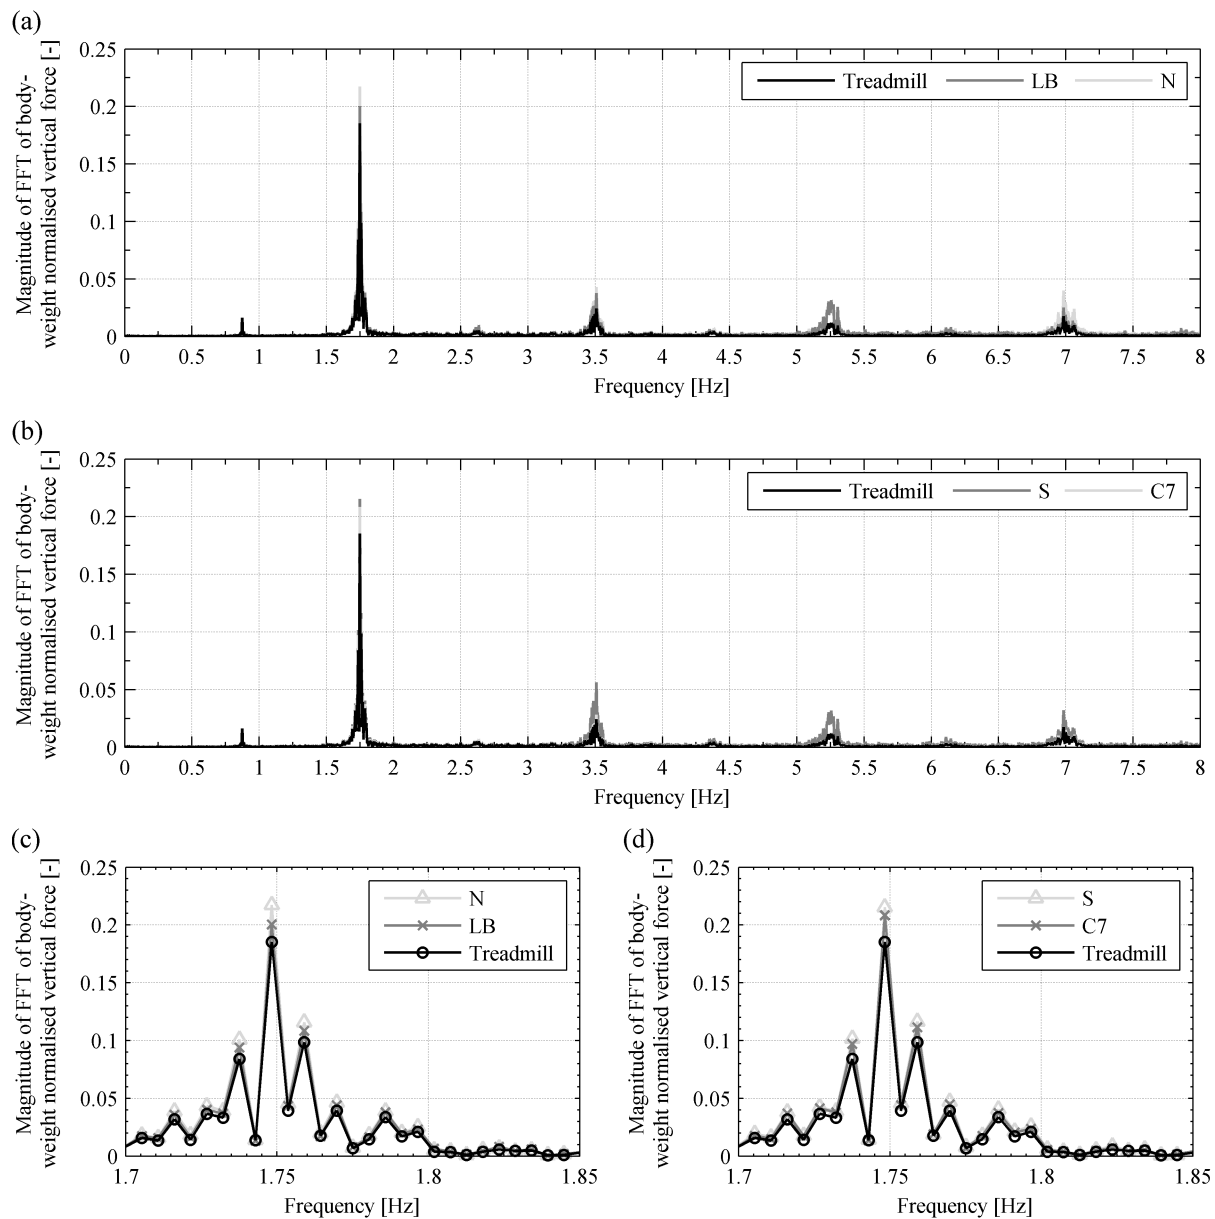 (a)
Magnitude of FFT of body-
weight normalised vertical force [-]
0.25
0.2
0.15
0.1
0.05
0
Treadmill LB N
0 0.5 1 1.5 2 2.5 3 3.5 4 4.5 5 5.5 6 6.5 7 7.5 8
Frequency [Hz]
(b)
Magnitude of FFT of body-
weight normalised vertical force [-]
0.25
0.2
0.15
0.1
0.05
0
Treadmill S C7
0 0.5 1 1.5 2 2.5 3 3.5 4 4.5 5 5.5 6 6.5 7 7.5 8
Frequency [Hz]
(c)
Magnitude of FFT of body-
weight normalised vertical force [-]
0.25
0.2
0.15
0.1
0.05
0
N
LB
Treadmill
1.7 1.75 1.8 1.85
Frequency [Hz]
(d)
Magnitude of FFT of body-
weight normalised vertical force [-]
0.25
0.2
0.15
0.1
0.05
0
S
C7
Treadmill
1.7 1.75 1.8 1.85
Frequency [Hz]